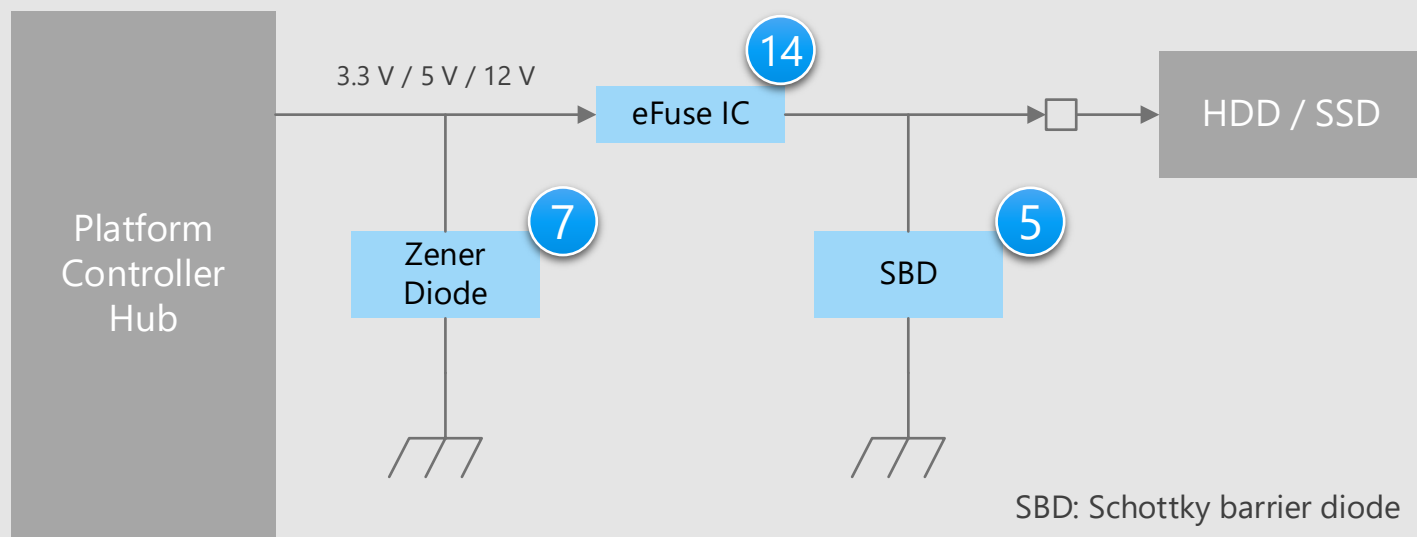 14
3.3 V / 5 V / 12 V
eFuse IC
HDD / SSD
7
5
Platform
Controller
Hub
Zener
Diode
SBD
SBD: Schottky barrier diode